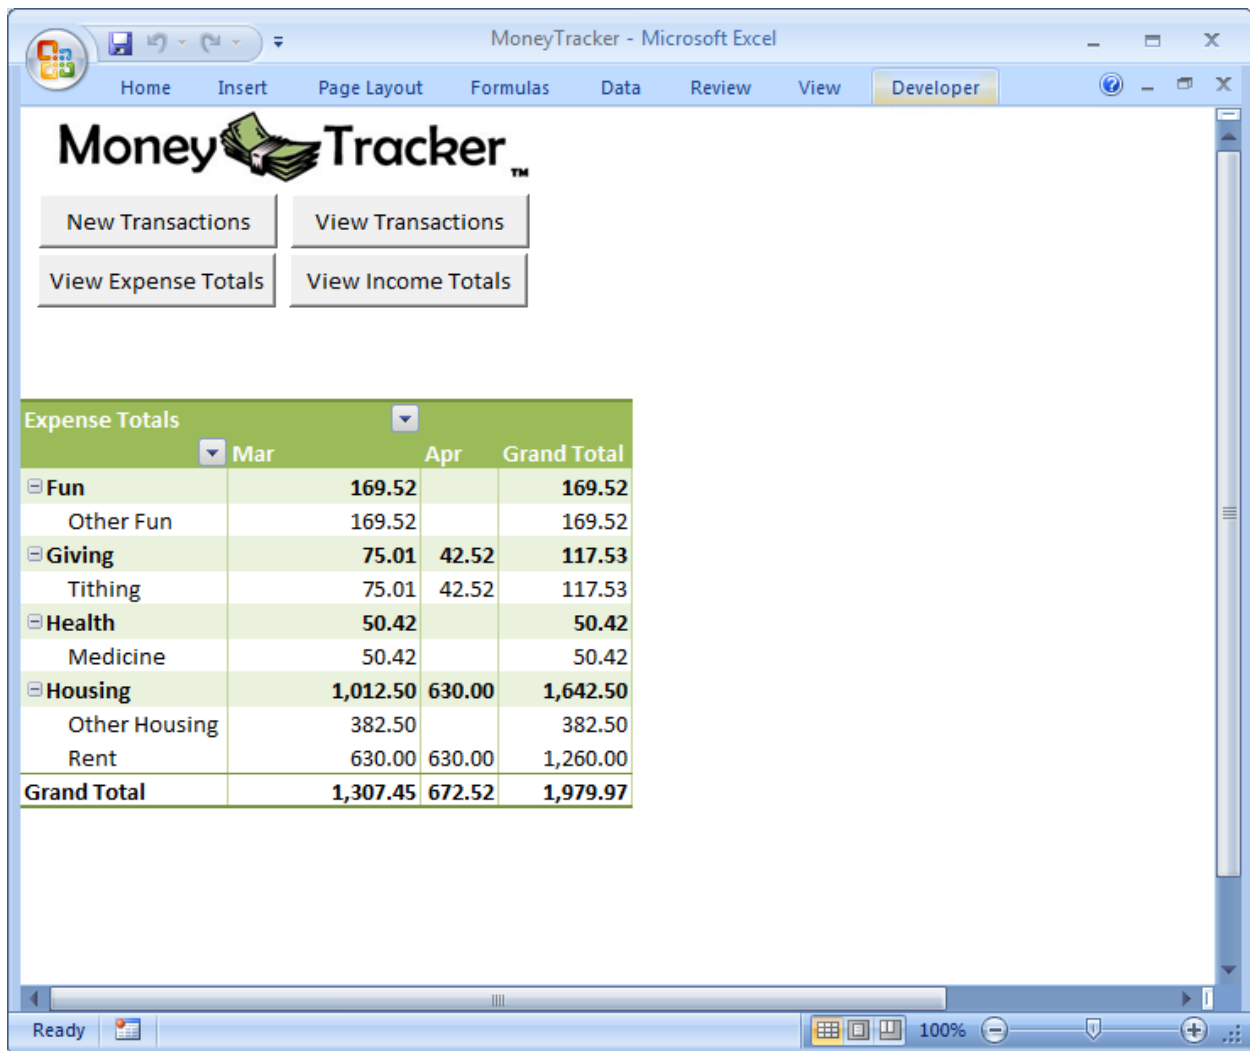 MoneyTracker - Microsoft Excel
Home Insert Page Layout Formulas Data Review View Developer
Money Tracker TM
New Transactions View Transactions
View Expense Totals View Income Totals
Expense Totals
Mar Apr Grand Total
Fun 169.52 169.52
Other Fun 169.52 169.52
Giving 75.01 42.52 117.53
Tithing 75.01 42.52 117.53
Health 50.42 50.42
Medicine 50.42 50.42
Housing 1,012.50 630.00 1,642.50
Other Housing 382.50 382.50
Rent 630.00 630.00 1,260.00
Grand Total 1,307.45 672.52 1,979.97
Ready 100%